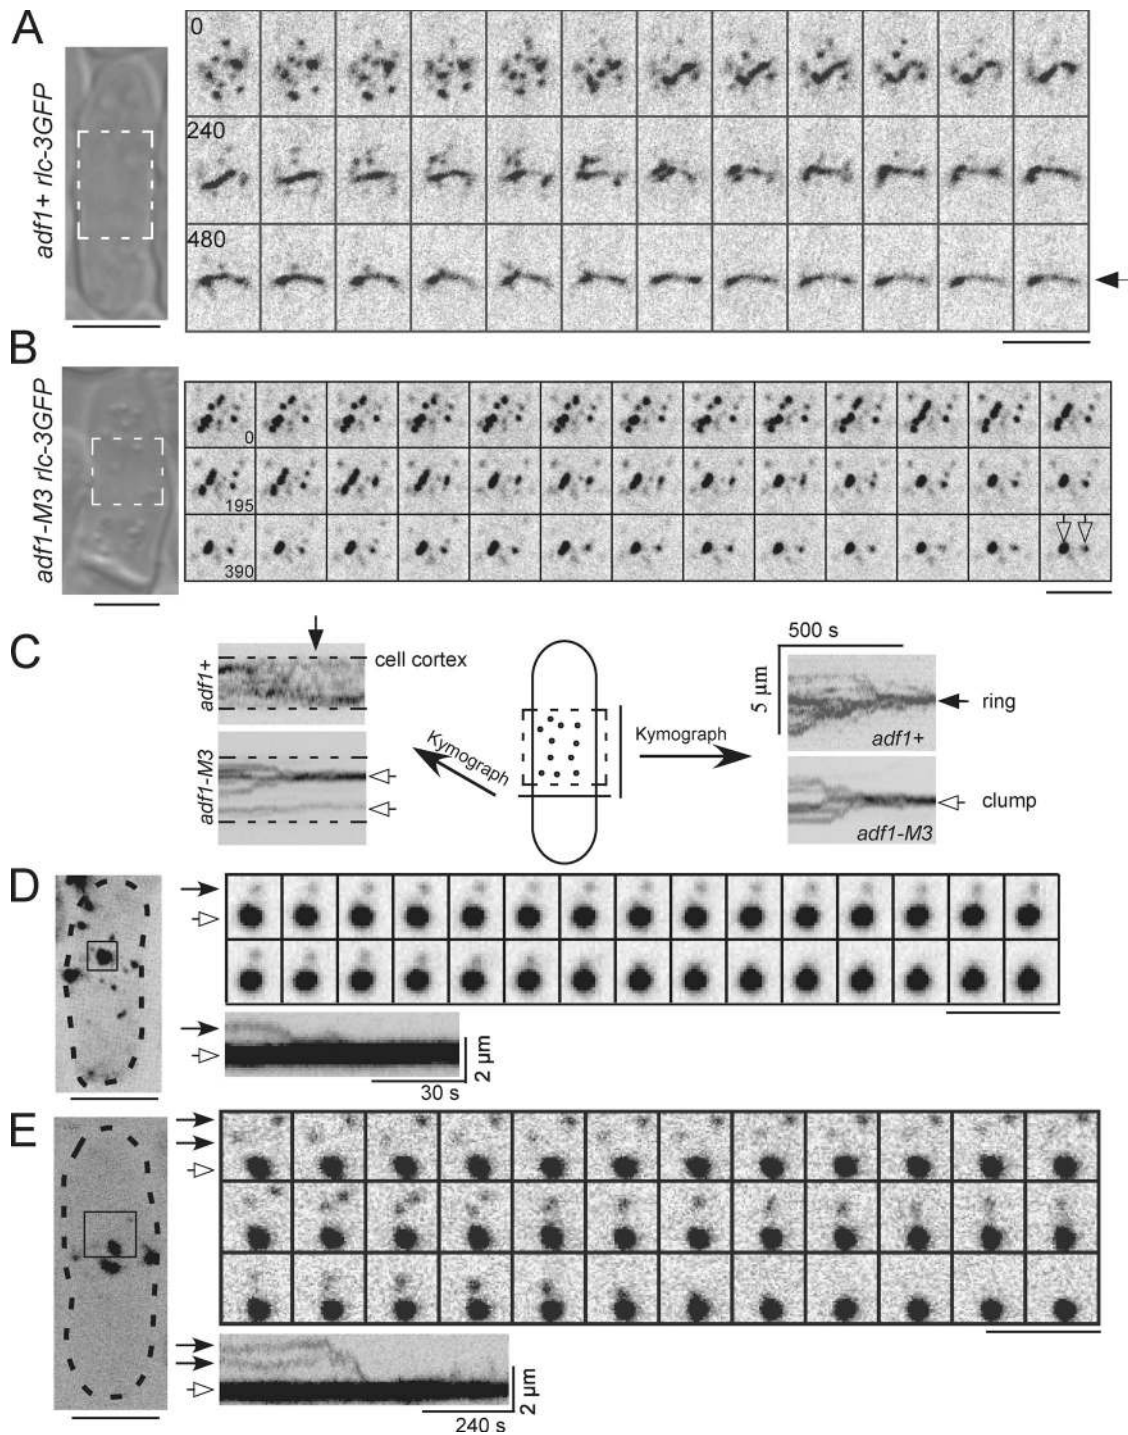 A
adf1+ rlc-3GFP
0
240
480
B
adf1-M3 rlc-3GFP
0
195
390
C
adf1+
cell cortex
adf1-M3
Kymograph
Kymograph
500 s
5 µm
ring
adf1+
clump
adf1-M3
D
30 s
2 µm
E
240 s
2 µm